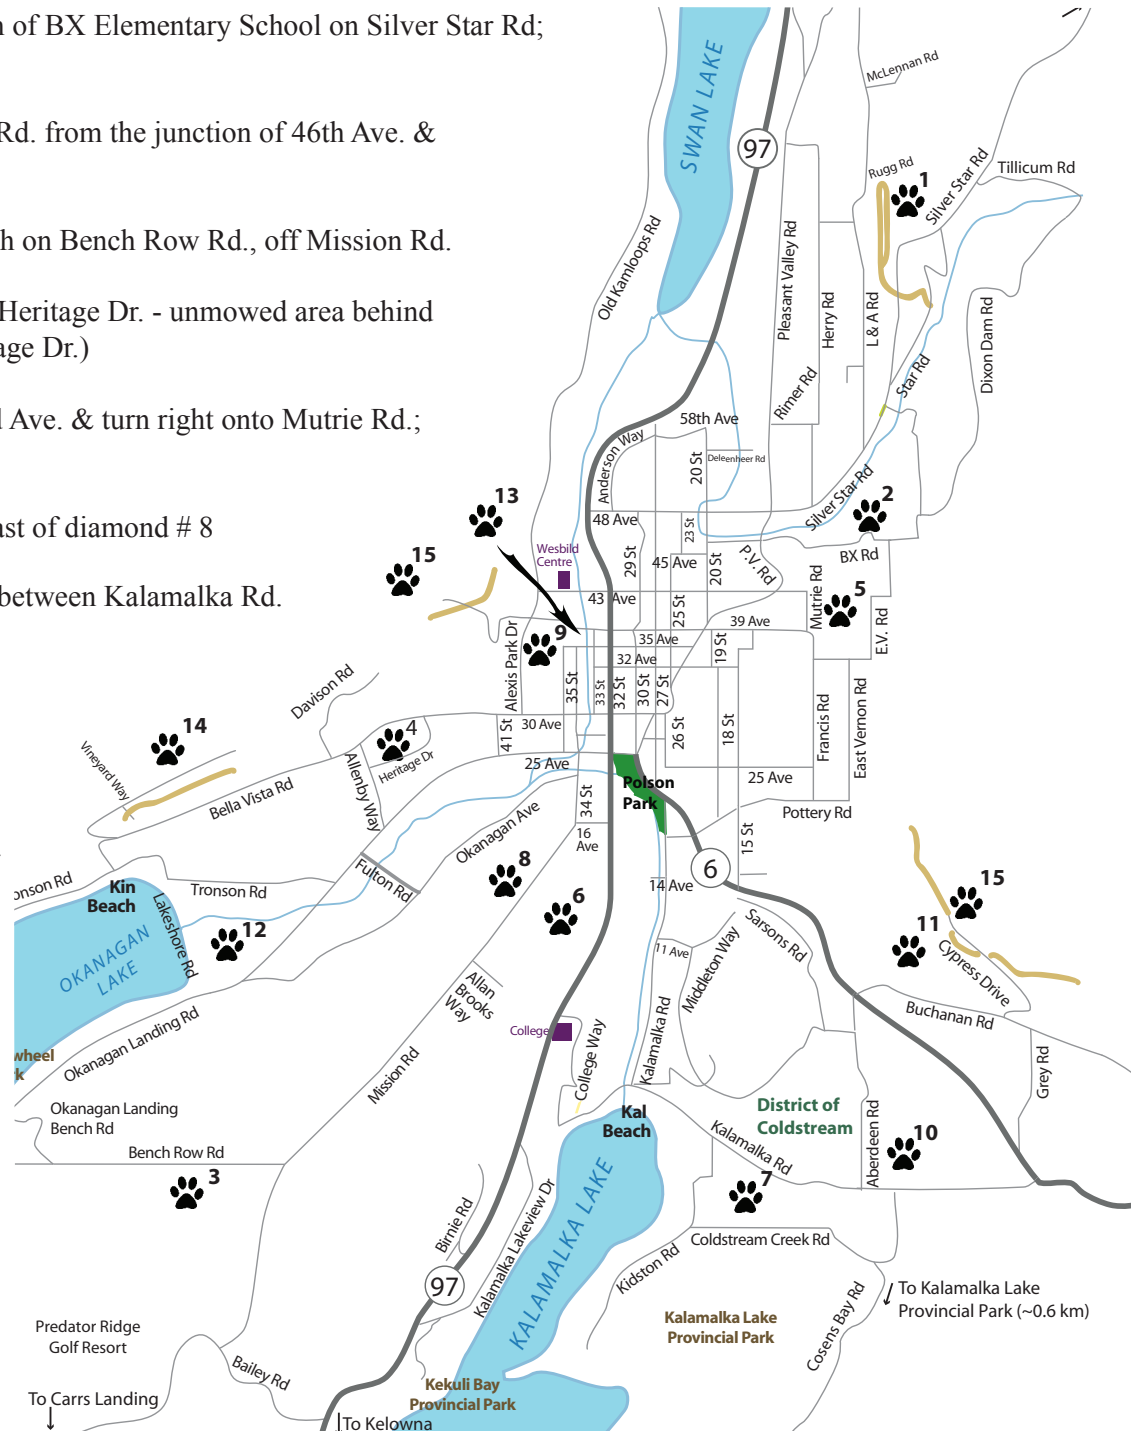 n of BX Elementary School on Silver Star Rd;
Rd. from the junction of 46th Ave. &
h on Bench Row Rd., off Mission Rd.
Heritage Dr. - unmowed area behind
age Dr.)
d Ave. & turn right onto Mutrie Rd.;
ast of diamond # 8
between Kalamalka Rd.
SWAN LAKE
97
McLennan Rd
Rugg Rd
1
Silver Star Rd
Tillicum Rd
Old Kamloops Rd
Pleasant Valley Rd
Herry Rd
L & A Rd
Dixon Dam Rd
Star Rd
Rimer Rd
58th Ave
Anderson Way
20 St
Deleenheer Rd
Silver Star Rd
2
13
48 Ave
23 St
Wesbild
Centre
29 St
45 Ave
20 St
P.V. Rd
BX Rd
15
43 Ave
25 St
Mutrie Rd
5
39 Ave
E.V. Rd
9
35 Ave
19 St
32 Ave
Alexis Park Dr
35 St
33 St
32 St
30 St
27 St
Davison Rd
14
4
41 St
30 Ave
26 St
18 St
Francis Rd
East Vernon Rd
Vineyard Way
Heritage Dr
Allenby Way
25 Ave
Bella Vista Rd
Polson
Park
25 Ave
34 St
Pottery Rd
16
Ave
15 St
Okanagan Ave
8
6
Fulton Rd
14 Ave
6
onson Rd
Kin
Beach
Tronson Rd
Lakeshore Rd
12
OKANAGAN
LAKE
15
11
Cypress Drive
Sarsons Rd
11 Ave
Middleton Way
Allan
Brooks
Way
Buchanan Rd
College
College Way
Kalamalka Rd
wheel
k
Okanagan Landing Rd
Mission Rd
Grey Rd
Okanagan Landing
Bench Rd
Kal
Beach
District of
Coldstream
Aberdeen Rd
10
Bench Row Rd
Kalamalka Rd
3
7
KALAMALKA LAKE
Birnie Rd
Kalamalka Lakeview Dr
Coldstream Creek Rd
Kidston Rd
97
Cosens Bay Rd
To Kalamalka Lake
Provincial Park (~0.6 km)
Kalamalka Lake
Provincial Park
Predator Ridge
Golf Resort
Bailey Rd
Kekuli Bay
Provincial Park
To Carrs Landing
To Kelowna